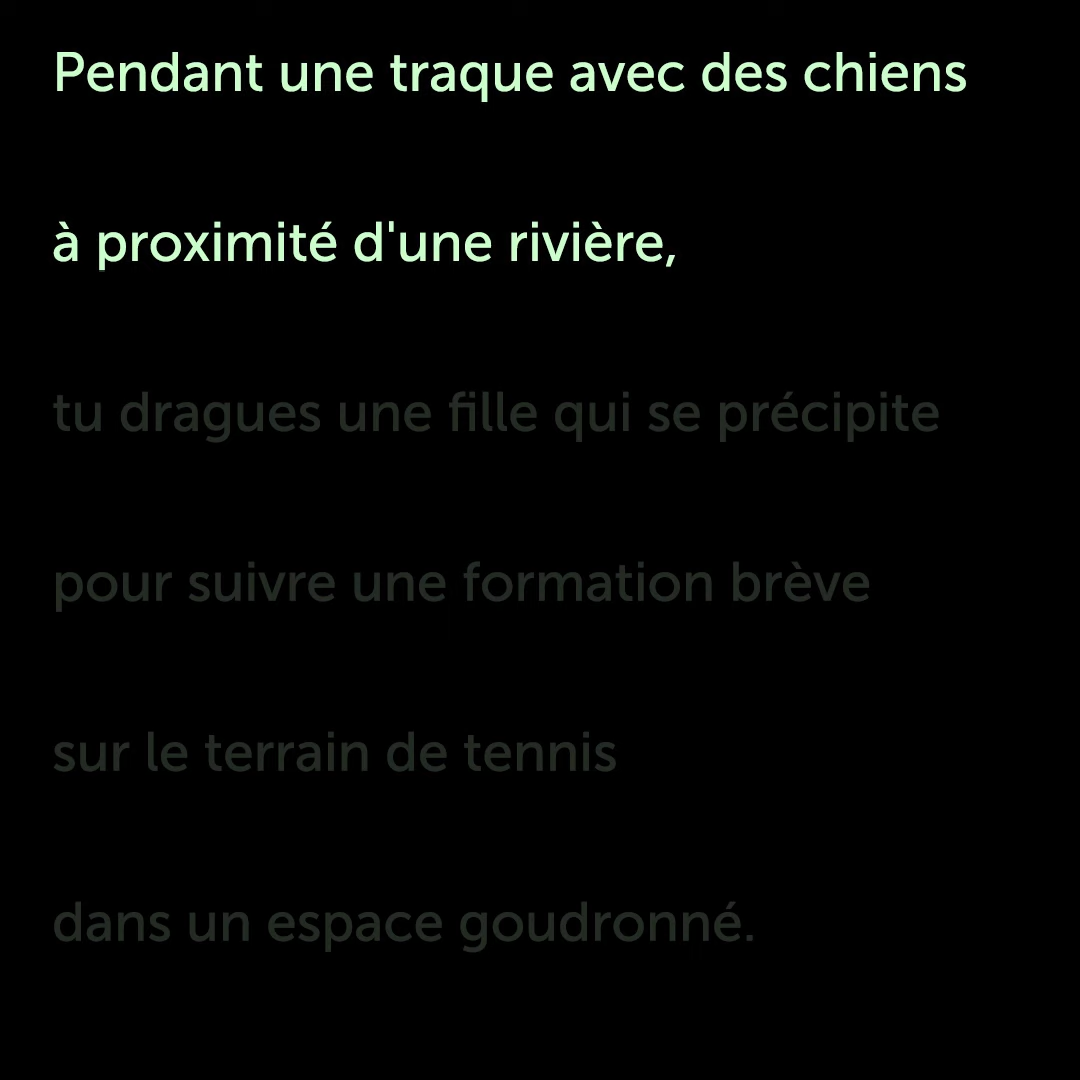 Pendant une traque avec des chiens
à proximité d'une rivière,
tu dragues une fille qui se précipite
pour suivre une formation brève
sur le terrain de tennis
dans un espace goudronné.